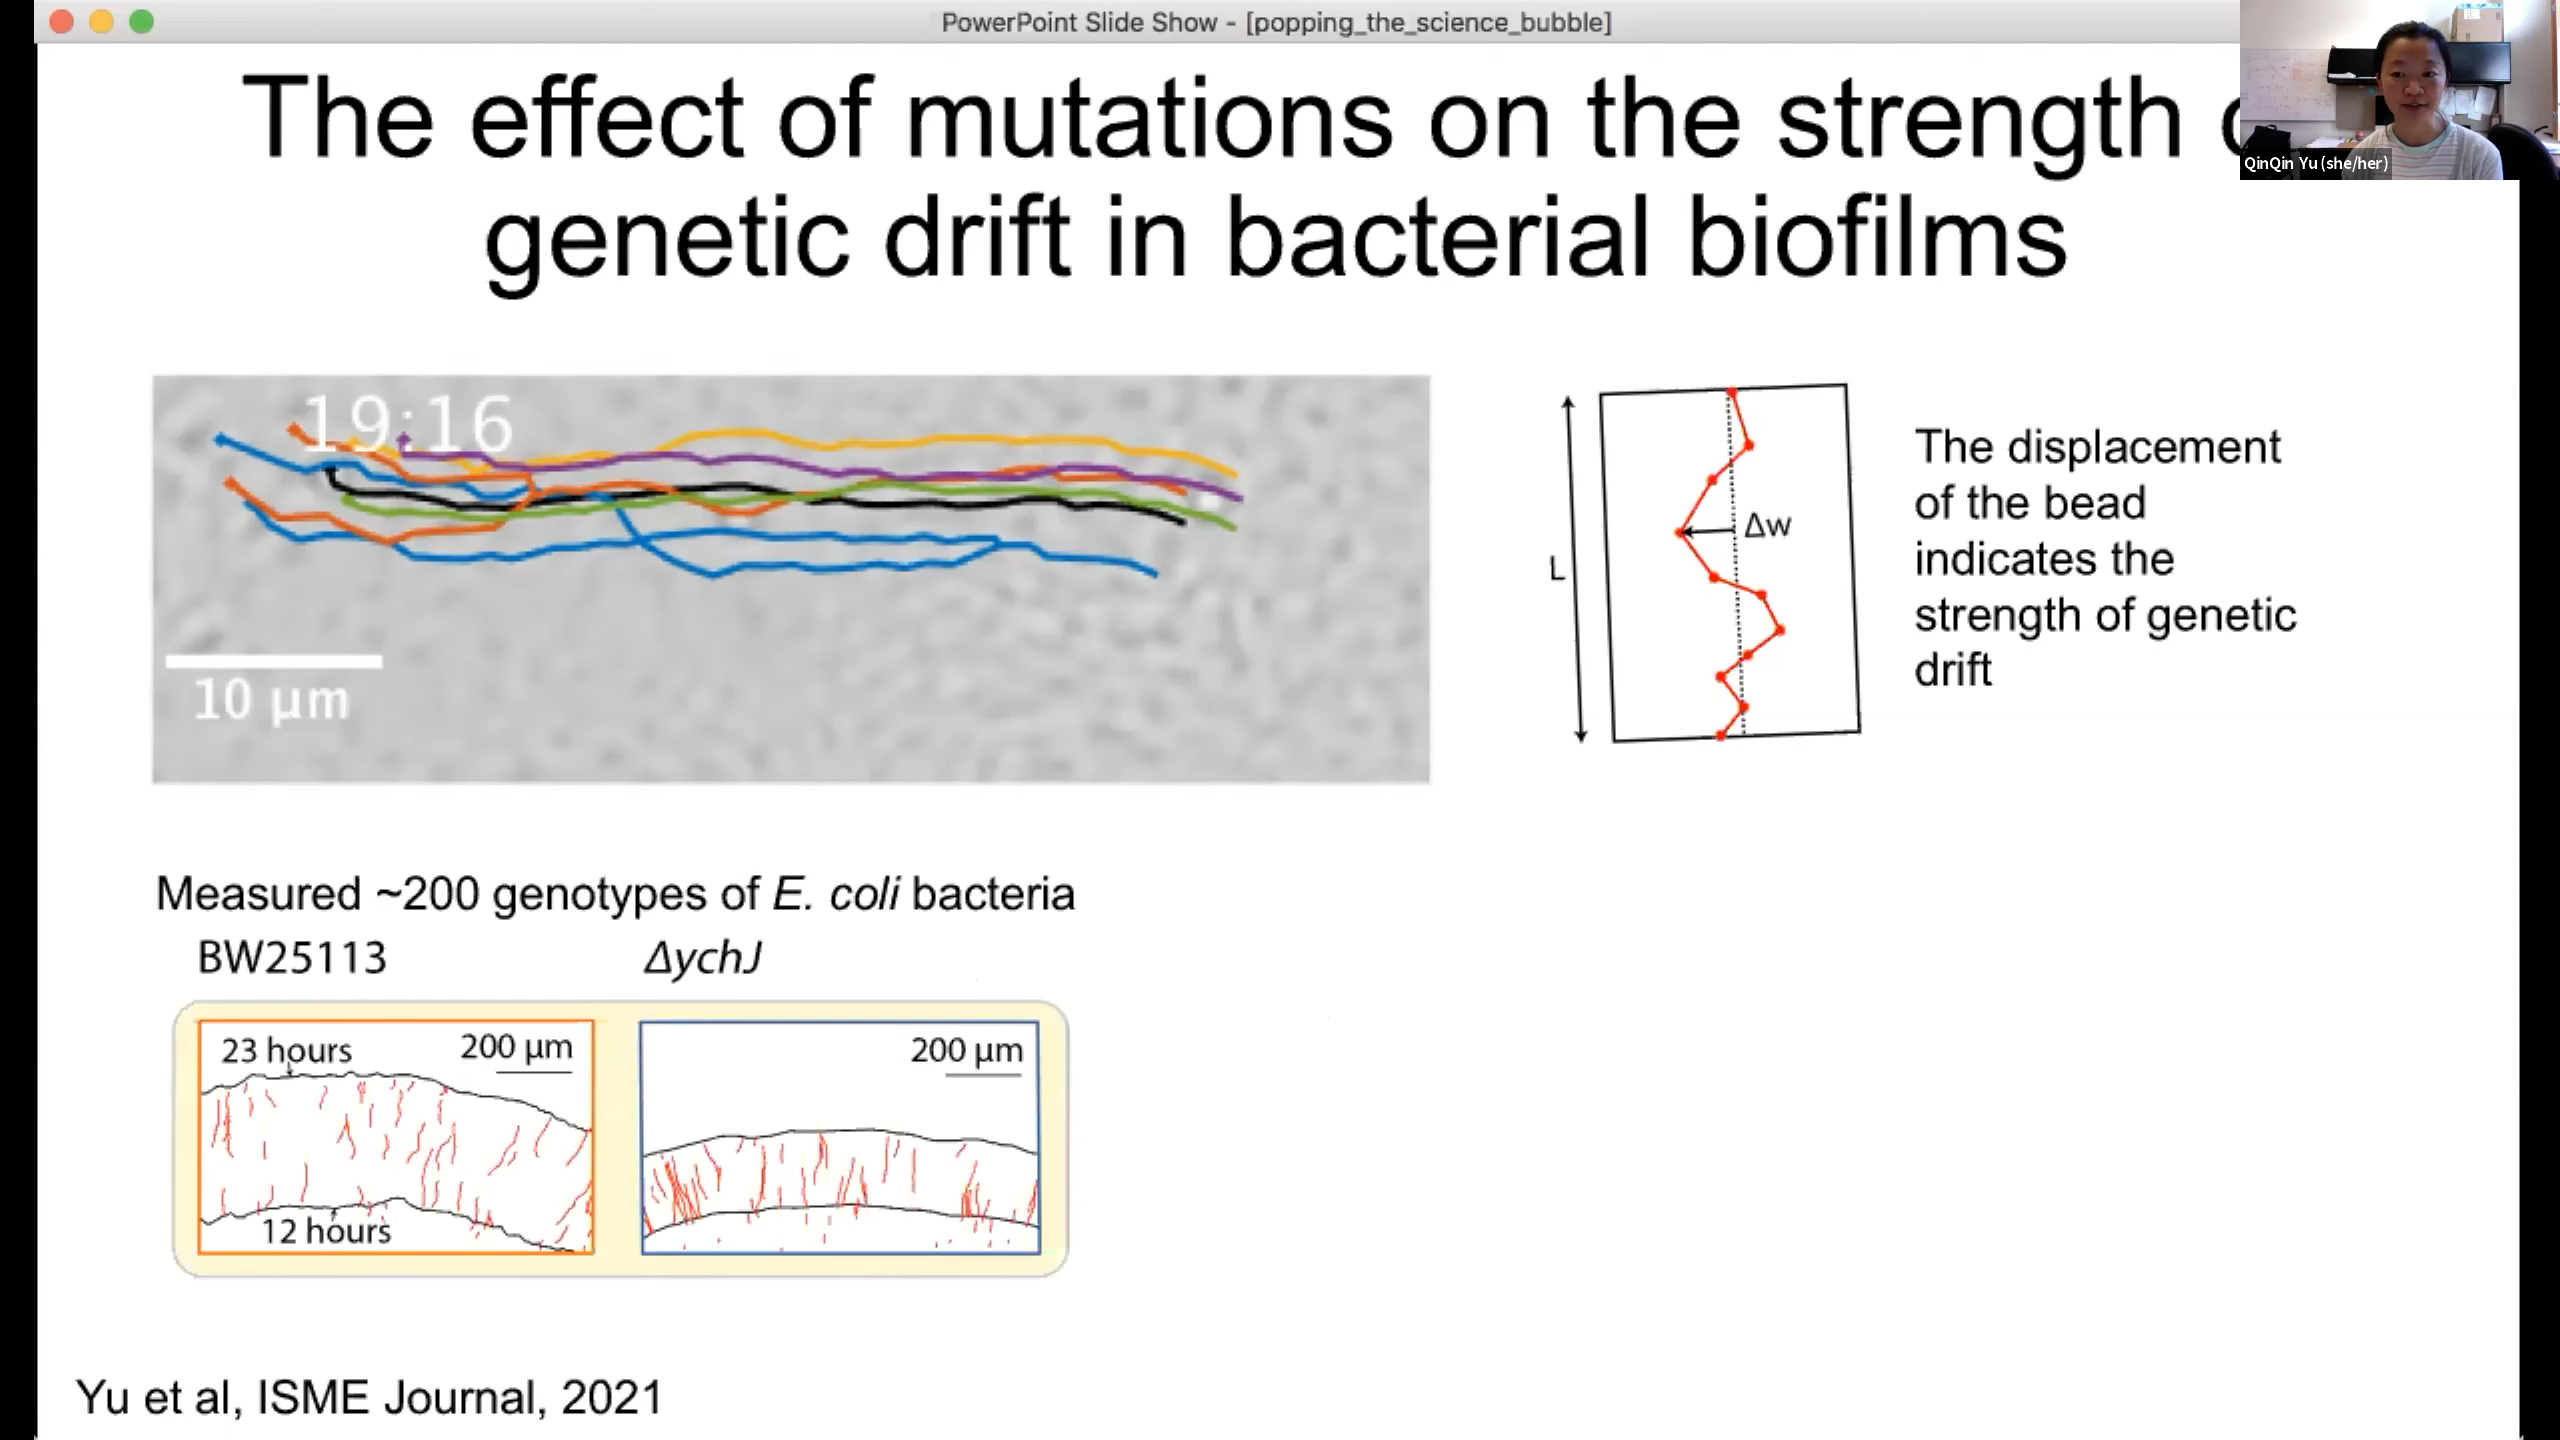 PowerPoint Slide Show - [popping_the_science_bubble]
The effect of mutations on the strength
genetic drift in bacterial biofilms
QinQin Yu (she/her)
19:16
10 μm
L
Δw
The displacement
of the bead
indicates the
strength of genetic
drift
Measured ~200 genotypes of E. coli bacteria
BW25113
ΔychJ
23 hours
200 μm
12 hours
200 μm
Yu et al, ISME Journal, 2021